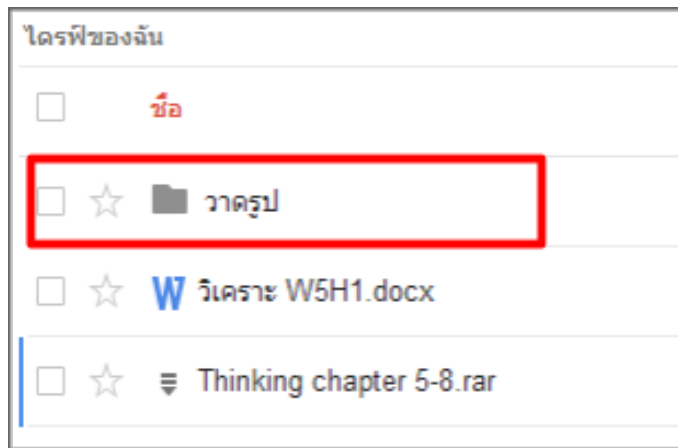 ไดรฟ์ของฉัน
ชื่อ
วาดรูป
วิเคราะ W5H1.docx
Thinking chapter 5-8.rar